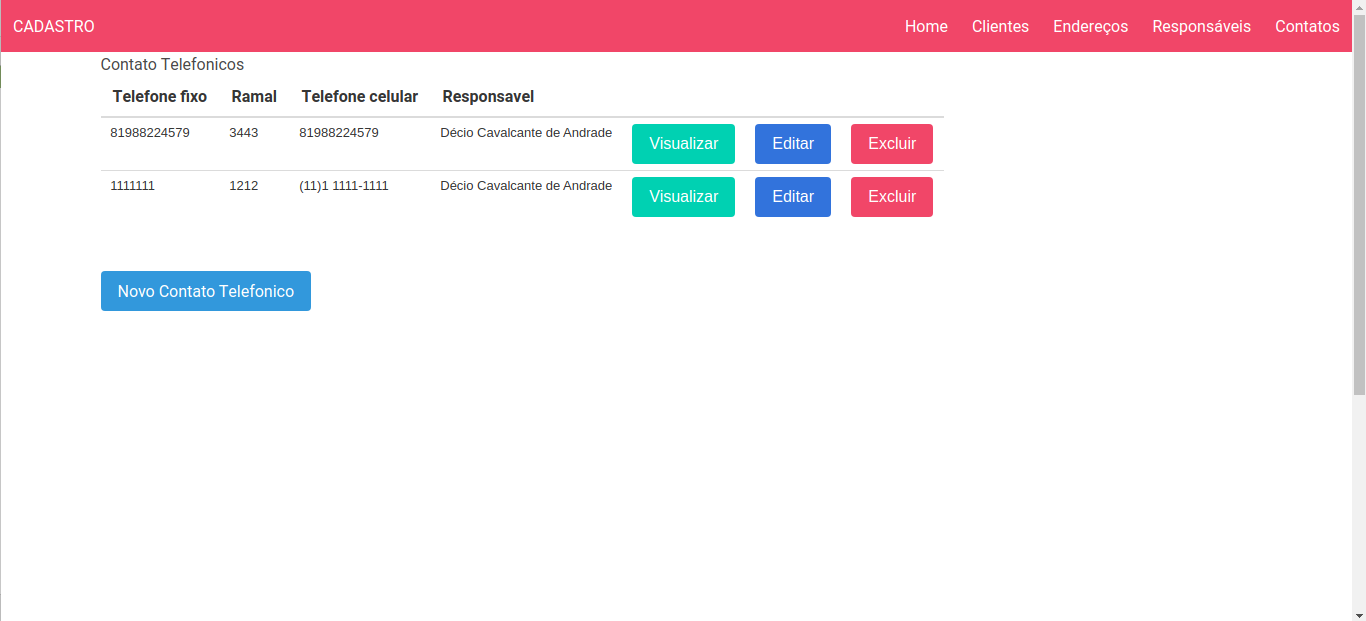 CADASTRO Home Clientes Endereços Responsáveis Contatos
Contato Telefonicos
Telefone fixo Ramal Telefone celular Responsavel
81988224579 3443 81988224579 Décio Cavalcante de Andrade Visualizar Editar Excluir
1111111 1212 (11)1 1111-1111 Décio Cavalcante de Andrade Visualizar Editar Excluir
Novo Contato Telefonico